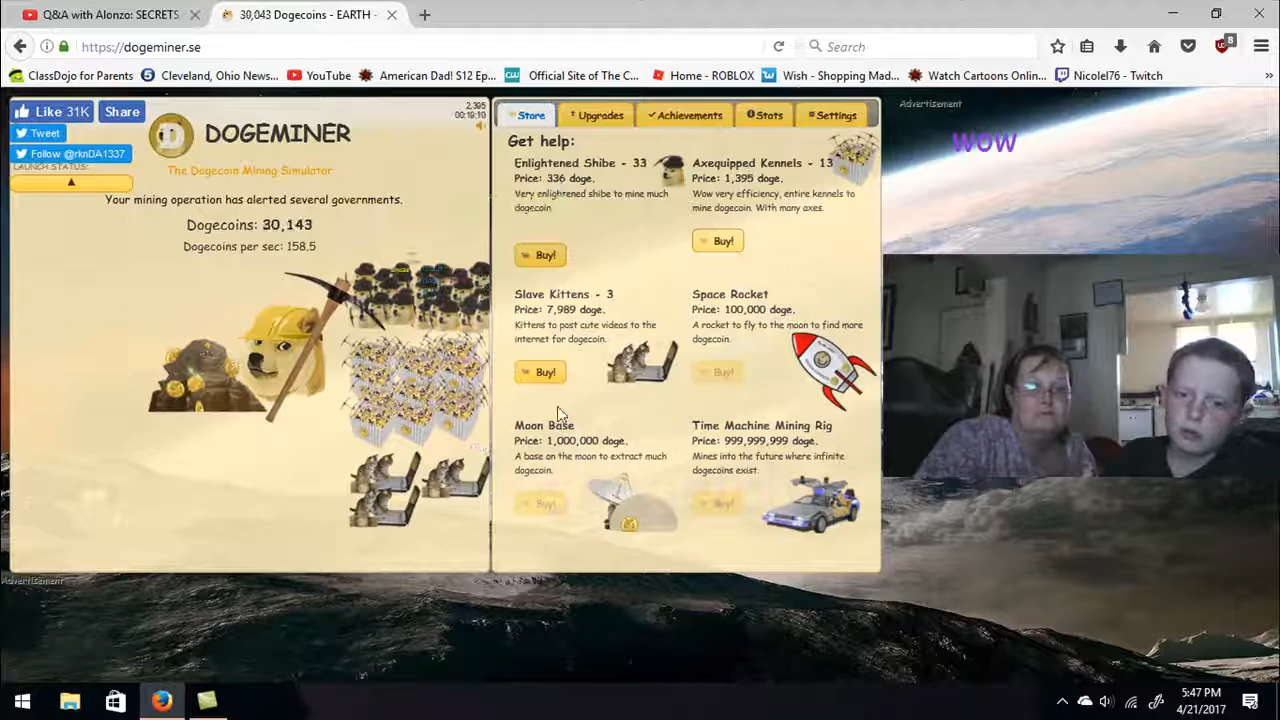 Q&A with Alonzo: SECRETS
30,043 Dogecoins - EARTH -
https://dogeminer.se
Search
8
ClassDojo for Parents
Cleveland, Ohio News...
YouTube
American Dad! S12 Ep...
Official Site of The C...
Home - ROBLOX
Wish - Shopping Mad...
Watch Cartoons Onlin...
Nicolel76 - Twitch
Like 31K
Share
Tweet
Follow @rknDA1337
LAUNCH STATUS:
DOGEMINER
The Dogecoin Mining Simulator
2,395
Your mining operation has alerted several governments.
Dogecoins: 30,143
Dogecoins per sec: 158,5
Store
Upgrades
Achievements
Stats
Settings
Get help:
Enlightened Shibe - 33
Price: 336 doge.
Very enlightened shibe to mine much
dogecoin
Buy!
Axequipped Kennels - 13
Price: 1,395 doge.
Wow very efficiency, entire kennels to
mine dogecoin. With many axes.
Buy!
Slave Kittens - 3
Price: 7,989 doge.
Kittens to post cute videos to the
internet for dogecoin.
Buy!
Space Rocket
Price: 100,000 doge.
A rocket to fly to the moon to find more
dogecoin.
Buy!
Moon Base
Price: 1,000,000 doge.
A base on the moon to extract much
dogecoin.
Buy!
Time Machine Mining Rig
Price: 999,999,999 doge.
Mines into the future where infinite
dogecoins exist.
Buy!
Advertisement
wow
Advertisement
5:47 PM
4/21/2017